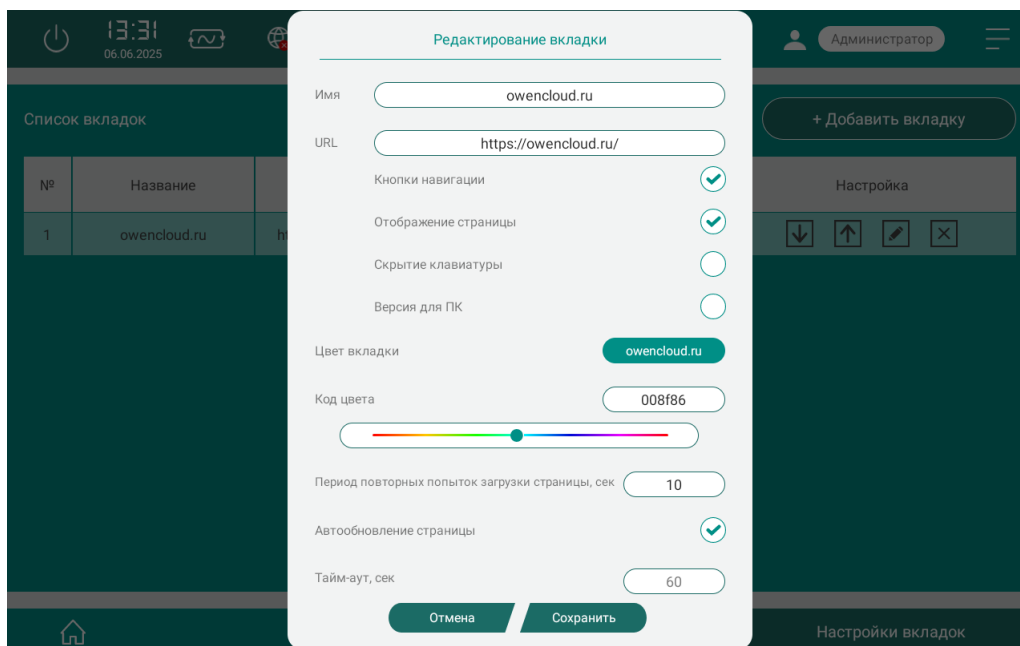 13:31
06.06.2025
Администратор
Список вкладок
+ Добавить вкладку
№ Название Настройка
1 owencloud.ru ht
Редактирование вкладки
Имя owencloud.ru
URL https://owencloud.ru/
Кнопки навигации
Отображение страницы
Скрытие клавиатуры
Версия для ПК
Цвет вкладки owencloud.ru
Код цвета 008f86
Период повторных попыток загрузки страницы, сек 10
Автообновление страницы
Тайм-аут, сек 60
Отмена Сохранить
Настройки вкладок